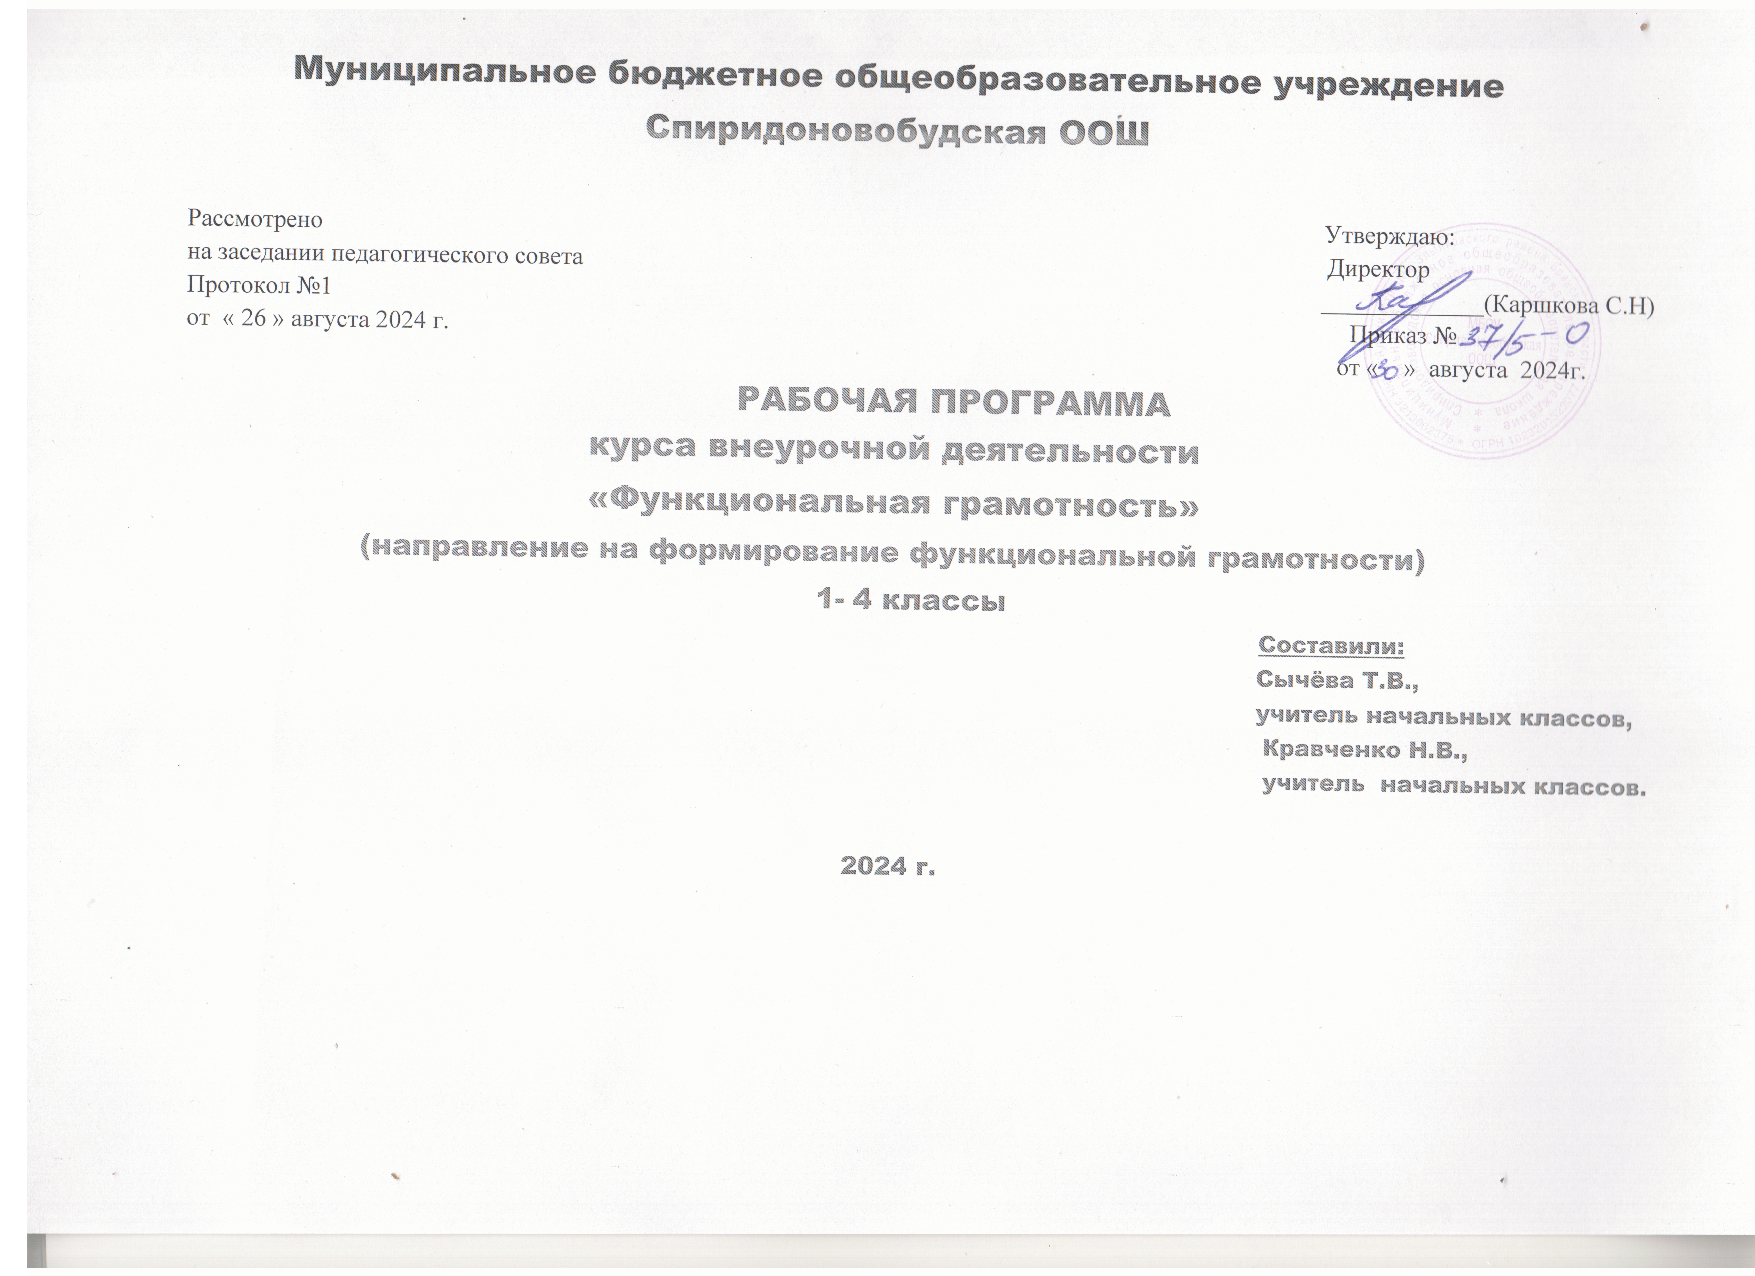 Муниципальное бюджетное общеобразовательное учреждение
Спиридоновобудская ООШ
Рассмотрено
на заседании педагогического совета
Протокол №1
от « 26 » августа 2024 г.
Утверждаю:
Директор
____________(Каршкова С.Н)
Приказ № 37/5 – О
от «30» августа 2024г.
РАБОЧАЯ ПРОГРАММА
курса внеурочной деятельности
«Функциональная грамотность»
(направление на формирование функциональной грамотности)
1- 4 классы
Составили:
Сычёва Т.В.,
учитель начальных классов,
Кравченко Н.В.,
учитель начальных классов.
2024 г.